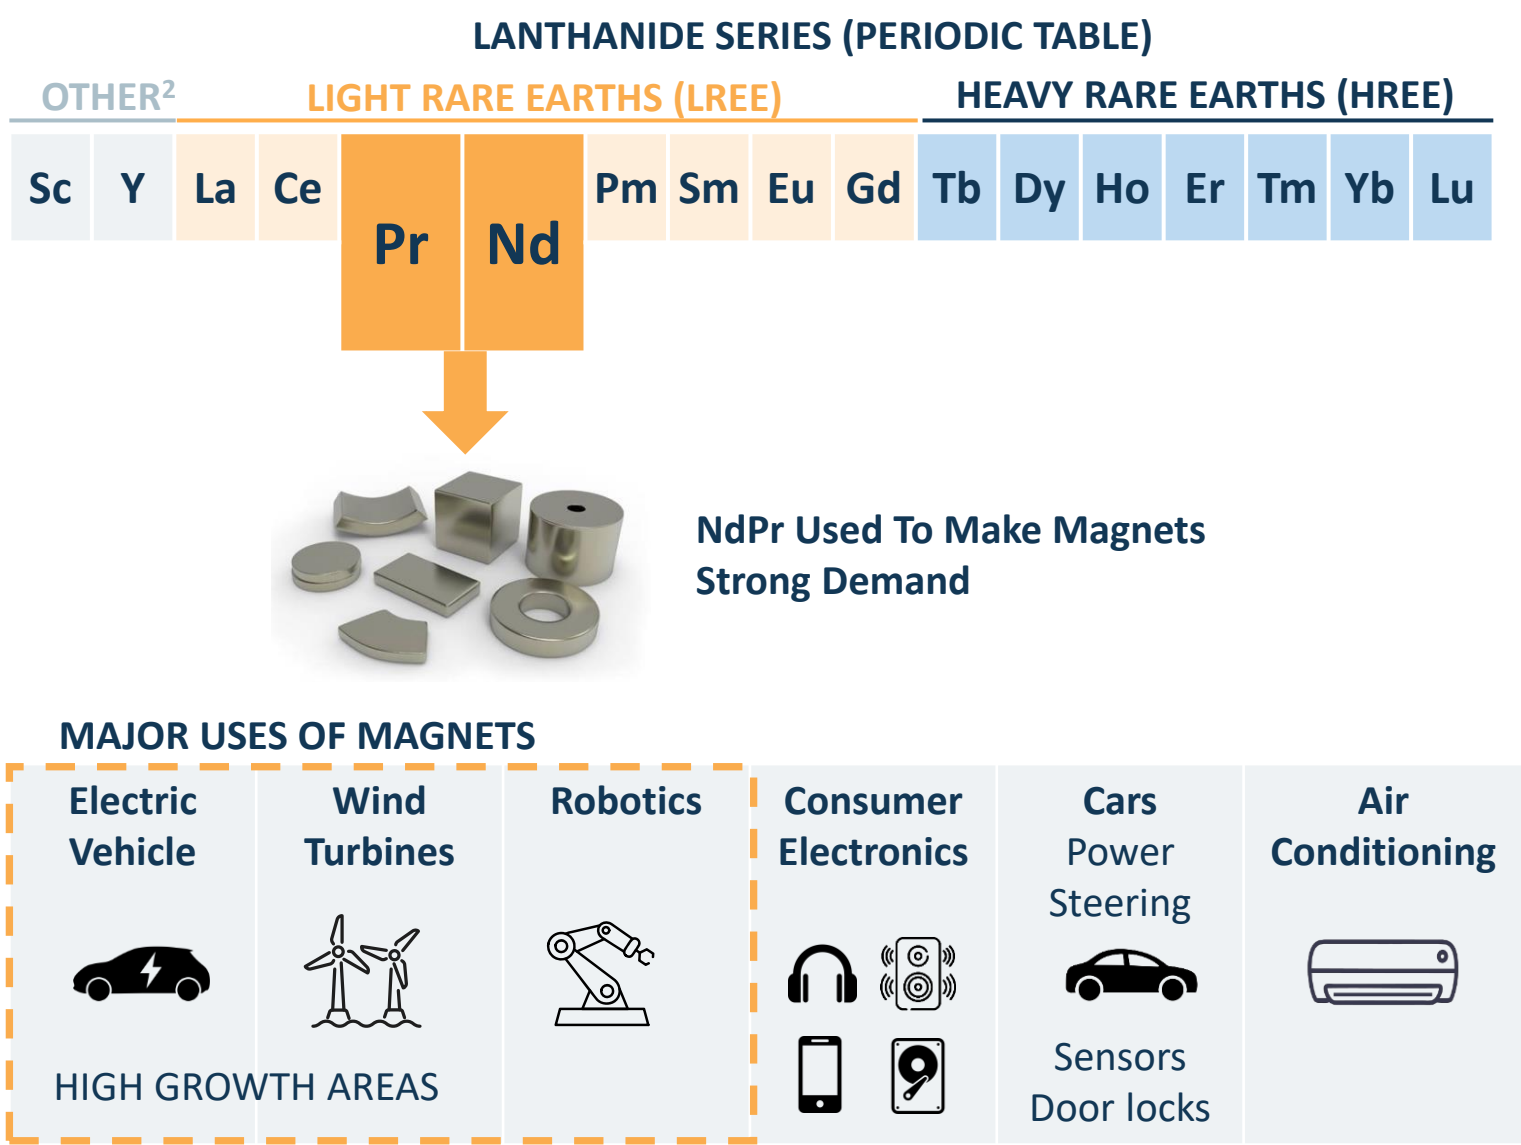 LANTHANIDE SERIES (PERIODIC TABLE)
OTHER² LIGHT RARE EARTHS (LREE) HEAVY RARE EARTHS (HREE)
Sc Y La Ce Pr Nd Pm Sm Eu Gd Tb Dy Ho Er Tm Yb Lu
NdPr Used To Make Magnets
Strong Demand
MAJOR USES OF MAGNETS
Electric
Vehicle
Wind
Turbines
Robotics
HIGH GROWTH AREAS
Consumer
Electronics
Cars
Power
Steering
Sensors
Door locks
Air
Conditioning